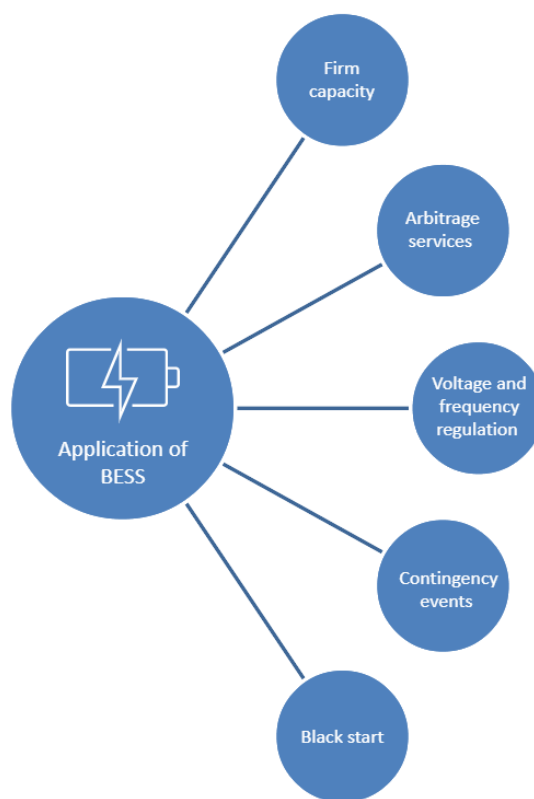 Firm
capacity
Arbitrage
services
Voltage and
frequency
regulation
Application of
BESS
Contingency
events
Black start